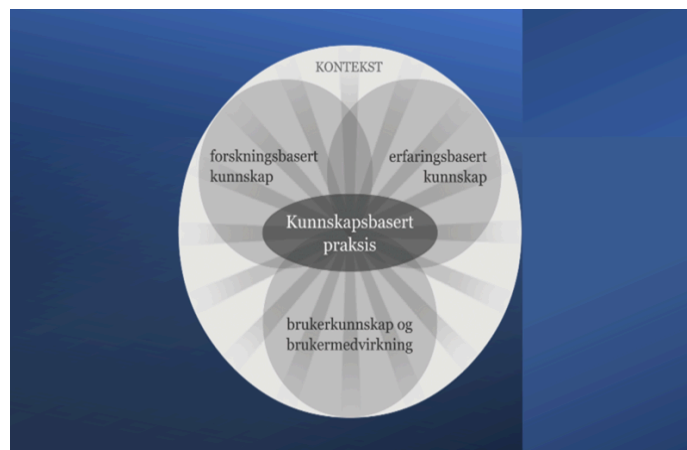 KONTEKST
forskningsbasert
kunnskap
erfaringsbasert
kunnskap
Kunnskapsbasert
praksis
brukerkunnskap og
brukermedvirkning